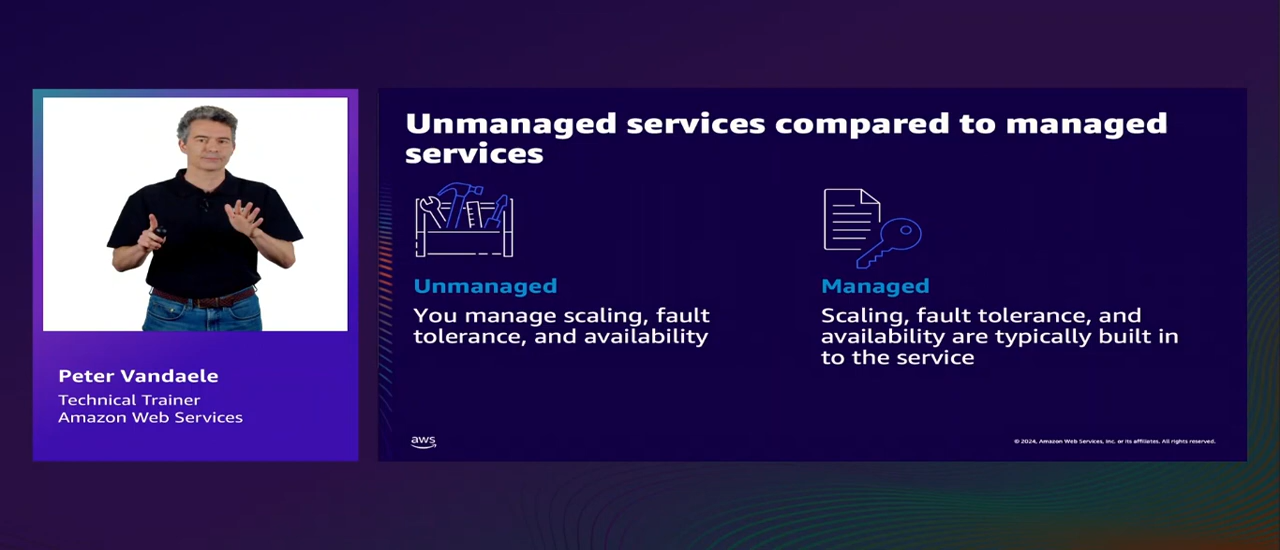 Unmanaged services compared to managed
services
Unmanaged
You manage scaling, fault
tolerance, and availability
Managed
Scaling, fault tolerance, and
availability are typically built in
to the service
Peter Vandaele
Technical Trainer
Amazon Web Services
aws
© 2024, Amazon Web Services, Inc. or its affiliates. All rights reserved.